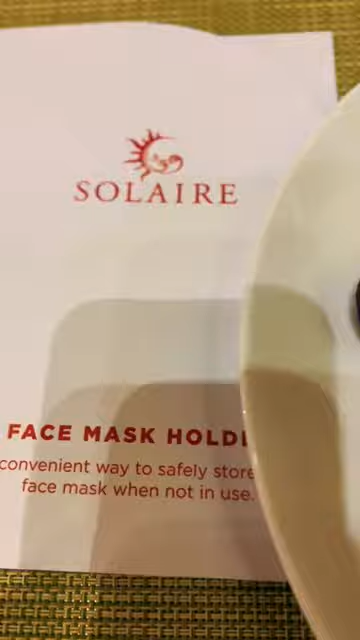 SOLAIRE
FACE MASK HOLD
convenient way to safely store
face mask when not in use.